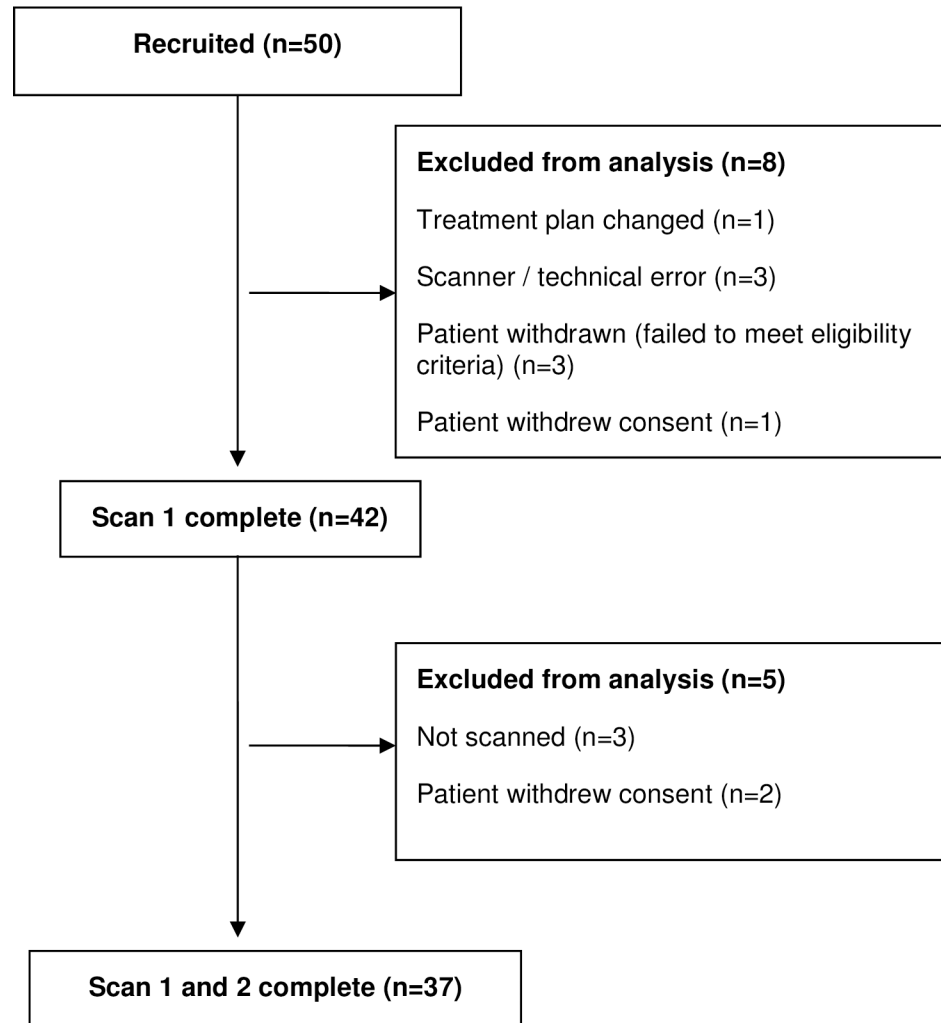 Recruited (n=50)
Excluded from analysis (n=8)
Treatment plan changed (n=1)
Scanner / technical error (n=3)
Patient withdrawn (failed to meet eligibility
criteria) (n=3)
Patient withdrew consent (n=1)
Scan 1 complete (n=42)
Excluded from analysis (n=5)
Not scanned (n=3)
Patient withdrew consent (n=2)
Scan 1 and 2 complete (n=37)